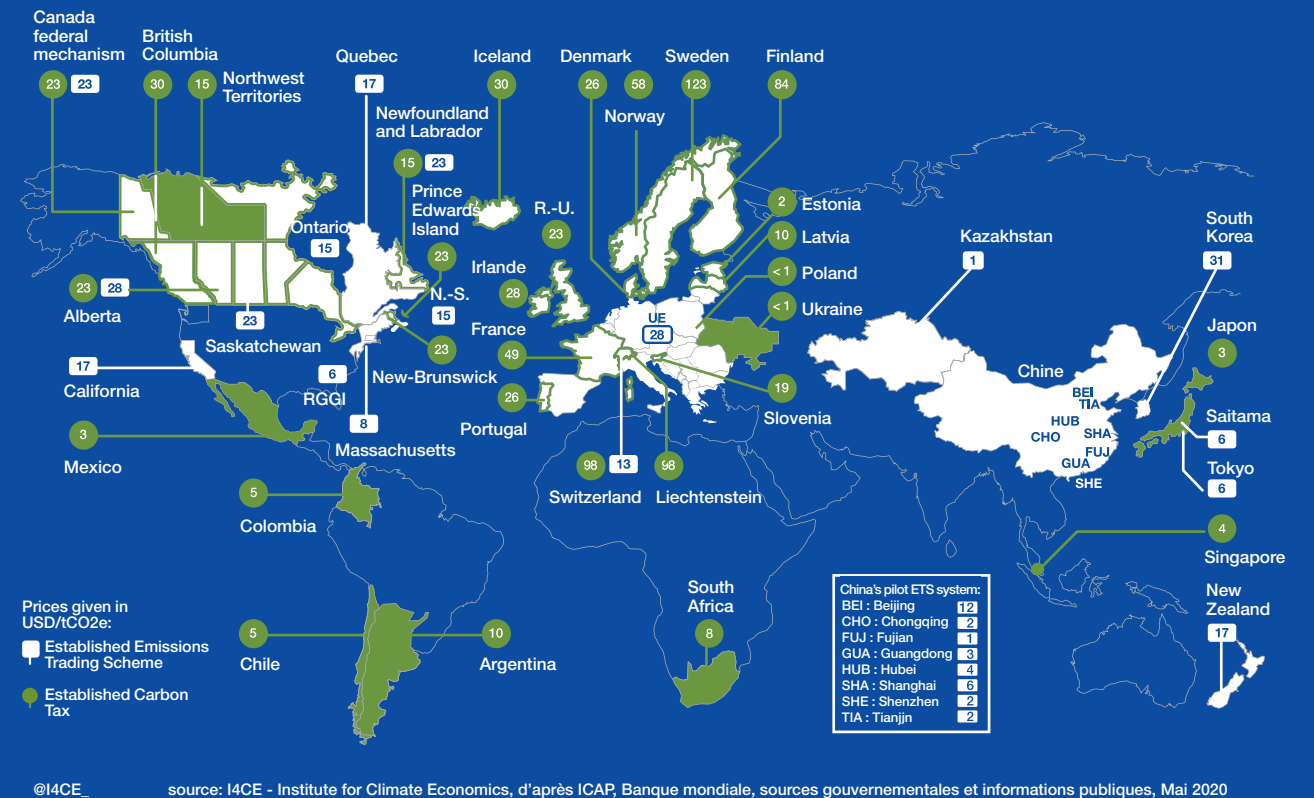 Canada
federal
mechanism
23 23
British
Columbia
30
15
Northwest
Territories
Quebec
17
Newfoundland
and Labrador
15 23
Prince
Edwards
Island
23
Iceland
30
Denmark
26
58
Norway
Sweden
123
Finland
84
R.-U.
23
Irlande
28
France
49
26
Portugal
Ontario
15
N.-S.
15
23
New-Brunswick
23 28
Alberta
23
Saskatchewan
17
California
6
RGGI
8
Massachusetts
3
Mexico
5
Colombia
5
Chile
10
Argentina
UE
28
2 Estonia
10 Latvia
<1 Poland
<1 Ukraine
19
Slovenia
98 13
Switzerland
98
Liechtenstein
Kazakhstan
1
South
Korea
31
Japon
3
Saitama
6
Tokyo
6
Chine
BEI
TIA
HUB
CHO
SHA
FUJ
GUA
SHE
4
Singapore
South
Africa
8
New
Zealand
17
China's pilot ETS system:
BEI : Beijing 12
CHO : Chongqing 2
FUJ : Fujian 1
GUA : Guangdong 3
HUB : Hubei 4
SHA : Shanghai 6
SHE : Shenzhen 2
TIA : Tianjjn 2
Prices given in
USD/tCO2e:
Established Emissions
Trading Scheme
Established Carbon
Tax
@I4CE_
source: I4CE - Institute for Climate Economics, d'après ICAP, Banque mondiale, sources gouvernementales et informations publiques, Mai 2020